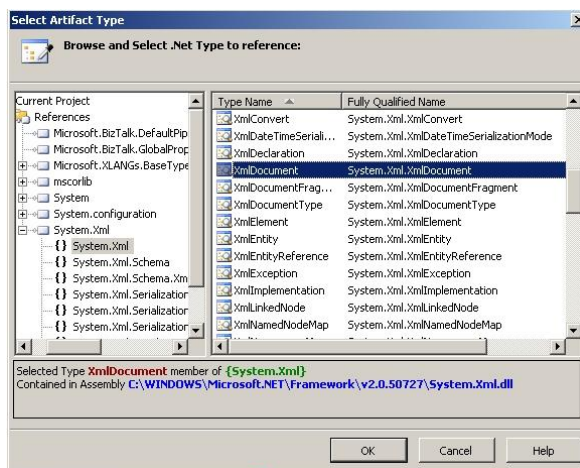 Select Artifact Type
Browse and Select .Net Type to reference:
Current Project
References
Microsoft.BizTalk.DefaultPip
Microsoft.BizTalk.GlobalProp
Microsoft.XLANGs.BaseType
mscorlib
System
System.configuration
System.Xml
{} System.Xml
{} System.Xml.Schema
{} System.Xml.Schema.Xm
{} System.Xml.Serialization
{} System.Xml.Serializatior
{} System.Xml.Serializatior
Type Name Fully Qualified Name
XmlConvert System.Xml.XmlConvert
XmlDateTimeSeriali... System.Xml.XmlDateTimeSerializationMode
XmlDeclaration System.Xml.XmlDeclaration
XmlDocument System.Xml.XmlDocument
XmlDocumentFrag... System.Xml.XmlDocumentFragment
XmlDocumentType System.Xml.XmlDocumentType
XmlElement System.Xml.XmlElement
XmlEntity System.Xml.XmlEntity
XmlEntityReference System.Xml.XmlEntityReference
XmlException System.Xml.XmlException
XmlImplementation System.Xml.XmlImplementation
XmlLinkedNode System.Xml.XmlLinkedNode
XmlNamedNodeMap System.Xml.XmlNamedNodeMap
Selected Type XmlDocument member of {System.Xml}
Contained in Assembly C:\WINDOWS\Microsoft.NET\Framework\v2.0.50727\System.Xml.dll
OK Cancel Help